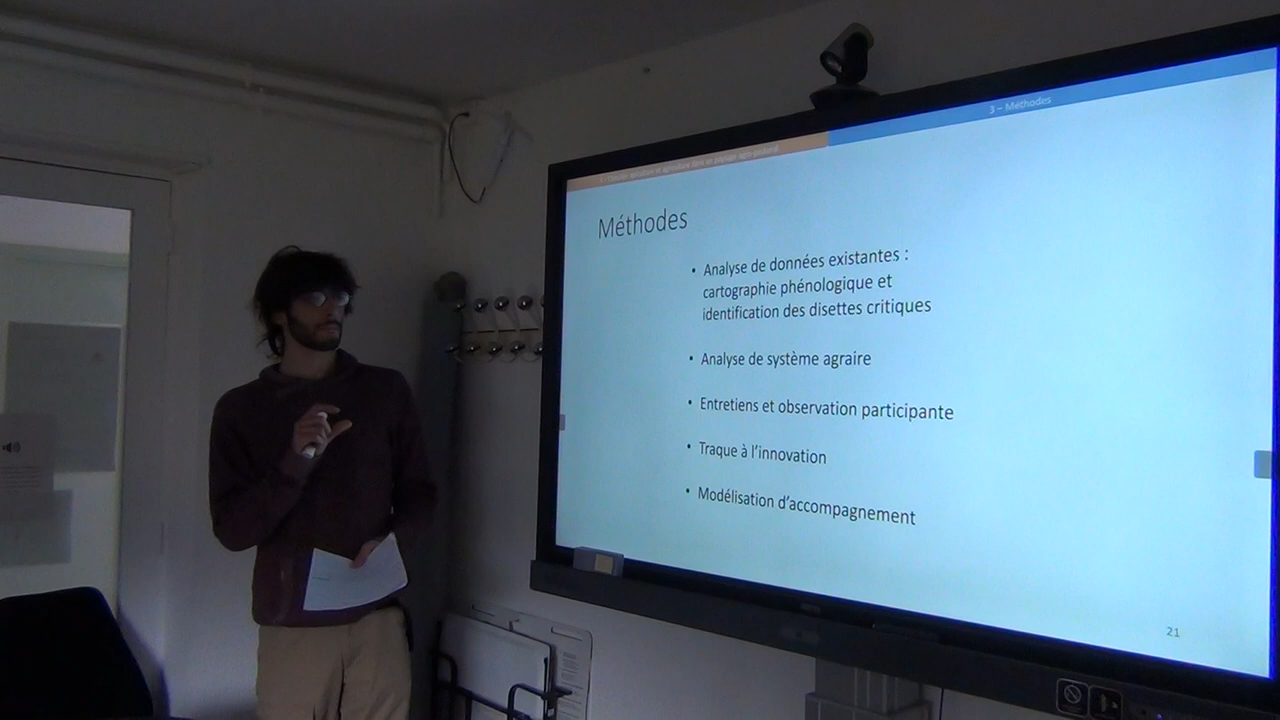 3 – Méthodes
Méthodes
• Analyse de données existantes :
cartographie phénologique et
identification des disettes critiques
• Analyse de système agraire
• Entretiens et observation participante
• Traque à l'innovation
• Modélisation d'accompagnement
21